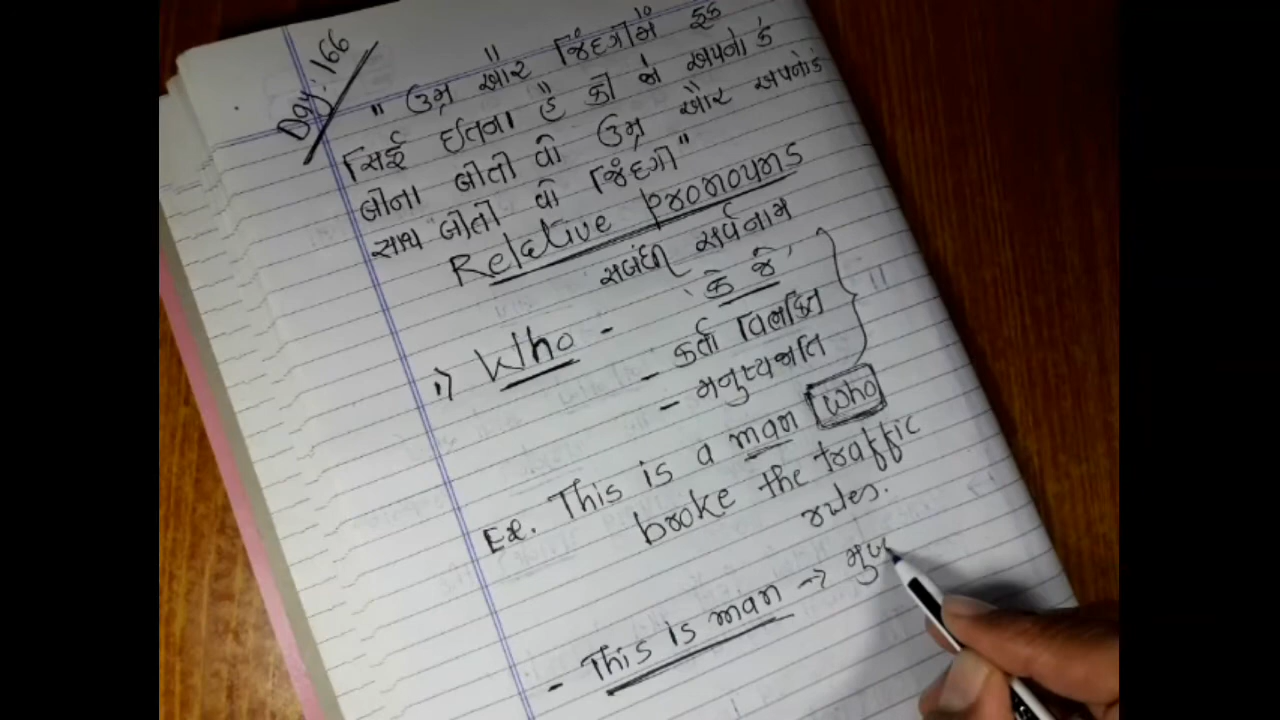 Day: 166
" ઉમ્ર ઔર જિંદગીમેં ફર્ક
સિર્ફ ઈતના હૈ કી જો અપનો કે
બીના બીતી વો ઉમ્ર ઔર અપનોકે
સાથ બીતી વો જિંદગી"
Relative Pronouns
સબંધી સર્વનામ
1) Who - 'કે જે'
- કર્તા વિભક્તિ
- મનુષ્યજાતિ
Ex. This is a man who
broke the traffic
rules.
- This is man →